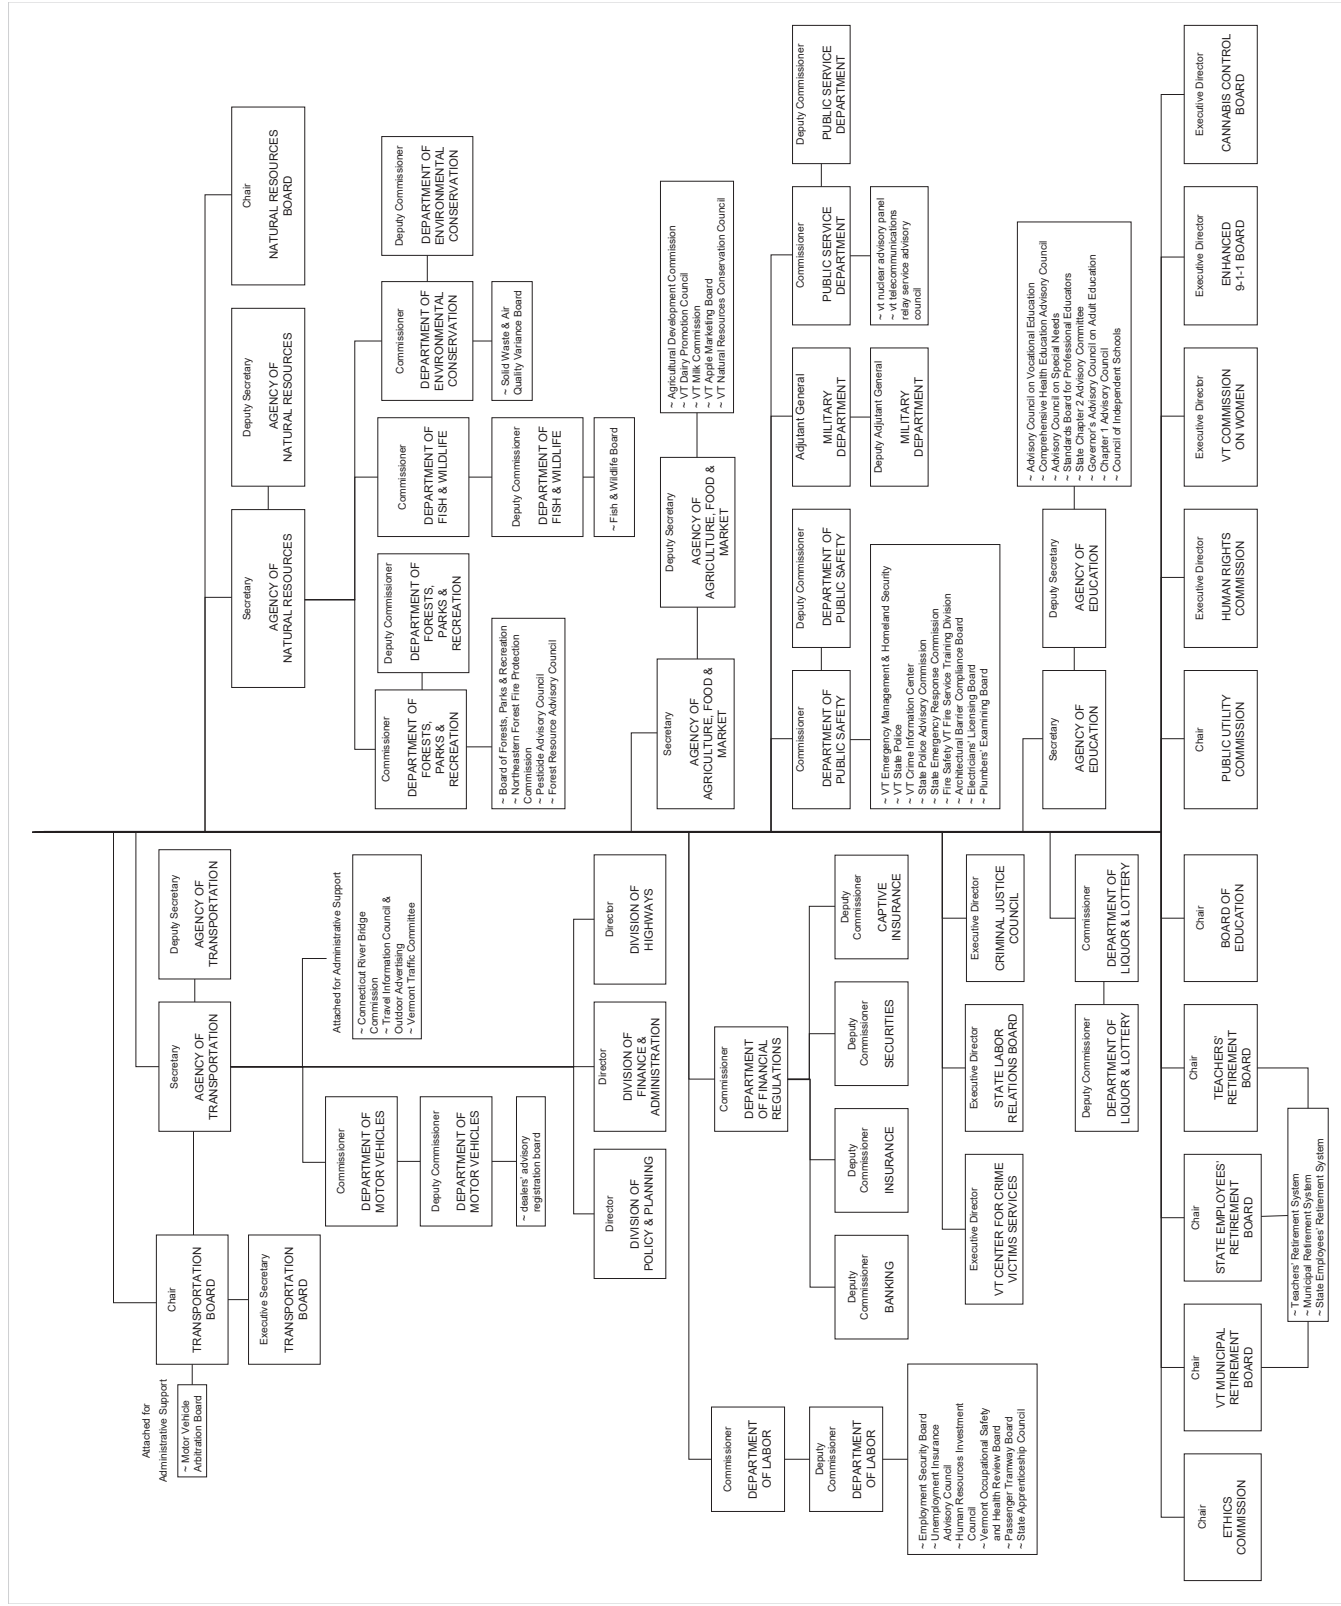 Attached for
Administrative Support
~ Motor Vehicle
Arbitration Board
Chair
TRANSPORTATION
BOARD
Executive Secretary
TRANSPORTATION
BOARD
Secretary
AGENCY OF
TRANSPORTATION
Deputy Secretary
AGENCY OF
TRANSPORTATION
Attached for Administrative Support
~ Connecticut River Bridge
Commission
~ Travel Information Council &
Outdoor Advertising
~ Vermont Traffic Committee
Commissioner
DEPARTMENT OF
MOTOR VEHICLES
Deputy Commissioner
DEPARTMENT OF
MOTOR VEHICLES
~ dealers' advisory
registration board
Director
DIVISION OF
POLICY & PLANNING
Director
DIVISION OF
FINANCE &
ADMINISTRATION
Director
DIVISION OF
HIGHWAYS
Secretary
AGENCY OF
NATURAL RESOURCES
Deputy Secretary
AGENCY OF
NATURAL RESOURCES
Chair
NATURAL RESOURCES
BOARD
Commissioner
DEPARTMENT OF
FORESTS,
PARKS &
RECREATION
Deputy Commissioner
DEPARTMENT OF
FORESTS,
PARKS &
RECREATION
~ Board of Forests, Parks & Recreation
~ Northeastern Forest Fire Protection
Commission
~ Pesticide Advisory Council
~ Forest Resource Advisory Council
Commissioner
DEPARTMENT OF
FISH & WILDLIFE
Deputy Commissioner
DEPARTMENT OF
FISH & WILDLIFE
~ Fish & Wildlife Board
Commissioner
DEPARTMENT OF
ENVIRONMENTAL
CONSERVATION
Deputy Commissioner
DEPARTMENT OF
ENVIRONMENTAL
CONSERVATION
~ Solid Waste & Air
Quality Variance Board
Secretary
AGENCY OF
AGRICULTURE, FOOD &
MARKET
Deputy Secretary
AGENCY OF
AGRICULTURE, FOOD &
MARKET
~ Agricultural Development Commission
~ VT Dairy Promotion Council
~ VT Milk Commission
~ VT Apple Marketing Board
~ VT Natural Resources Conservation Council
Commissioner
DEPARTMENT
OF LABOR
Deputy
Commissioner
DEPARTMENT
OF LABOR
~ Employment Security Board
~ Unemployment Insurance
Advisory Council
~ Human Resources Investment
Council
~ Vermont Occupational Safety
and Health Review Board
~ Passenger Tramway Board
~ State Apprenticeship Council
Commissioner
DEPARTMENT
OF FINANCIAL
REGULATIONS
Deputy
Commissioner
BANKING
Deputy
Commissioner
INSURANCE
Deputy
Commissioner
SECURITIES
Deputy
Commissioner
CAPTIVE
INSURANCE
Commissioner
DEPARTMENT OF
PUBLIC SAFETY
Deputy Commissioner
DEPARTMENT OF
PUBLIC SAFETY
~ VT Emergency Management & Homeland Security
~ VT State Police
~ VT Crime Information Center
~ State Police Advisory Commission
~ State Emergency Response Commission
~ Fire Safety VT Fire Service Training Division
~ Architectural Barrier Compliance Board
~ Electricians' Licensing Board
~ Plumbers' Examining Board
Adjutant General
MILITARY
DEPARTMENT
Deputy Adjutant General
MILITARY
DEPARTMENT
Commissioner
PUBLIC SERVICE
DEPARTMENT
Deputy Commissioner
PUBLIC SERVICE
DEPARTMENT
~ vt nuclear advisory panel
~ vt telecommunications
relay service advisory
council
Executive Director
VT CENTER FOR CRIME
VICTIMS SERVICES
Executive Director
STATE LABOR
RELATIONS BOARD
Executive Director
CRIMINAL JUSTICE
COUNCIL
Secretary
AGENCY OF
EDUCATION
Deputy Secretary
AGENCY OF
EDUCATION
~ Advisory Council on Vocational Education
~ Comprehensive Health Education Advisory Council
~ Advisory Council on Special Needs
~ Standards Board for Professional Educators
~ State Chapter 2 Advisory Committee
~ Governor's Advisory Council on Adult Education
~ Chapter 1 Advisory Council
~ Council of Independent Schools
Deputy Commissioner
DEPARTMENT OF
LIQUOR & LOTTERY
Commissioner
DEPARTMENT OF
LIQUOR & LOTTERY
Chair
ETHICS
COMMISSION
Chair
VT MUNICIPAL
RETIREMENT
BOARD
Chair
STATE EMPLOYEES'
RETIREMENT
BOARD
Chair
TEACHERS'
RETIREMENT
BOARD
~ Teachers' Retirement System
~ Municipal Retirement System
~ State Employees' Retirement System
Chair
BOARD OF
EDUCATION
Chair
PUBLIC UTILITY
COMMISSION
Executive Director
HUMAN RIGHTS
COMMISSION
Executive Director
VT COMMISSION
ON WOMEN
Executive Director
ENHANCED
9-1-1 BOARD
Executive Director
CANNABIS CONTROL
BOARD